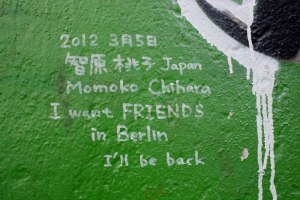 2012 3月5日
智原 桃子 Japan
Momoko Chihara
I want FRIENDS
in Berlin
I'll be back